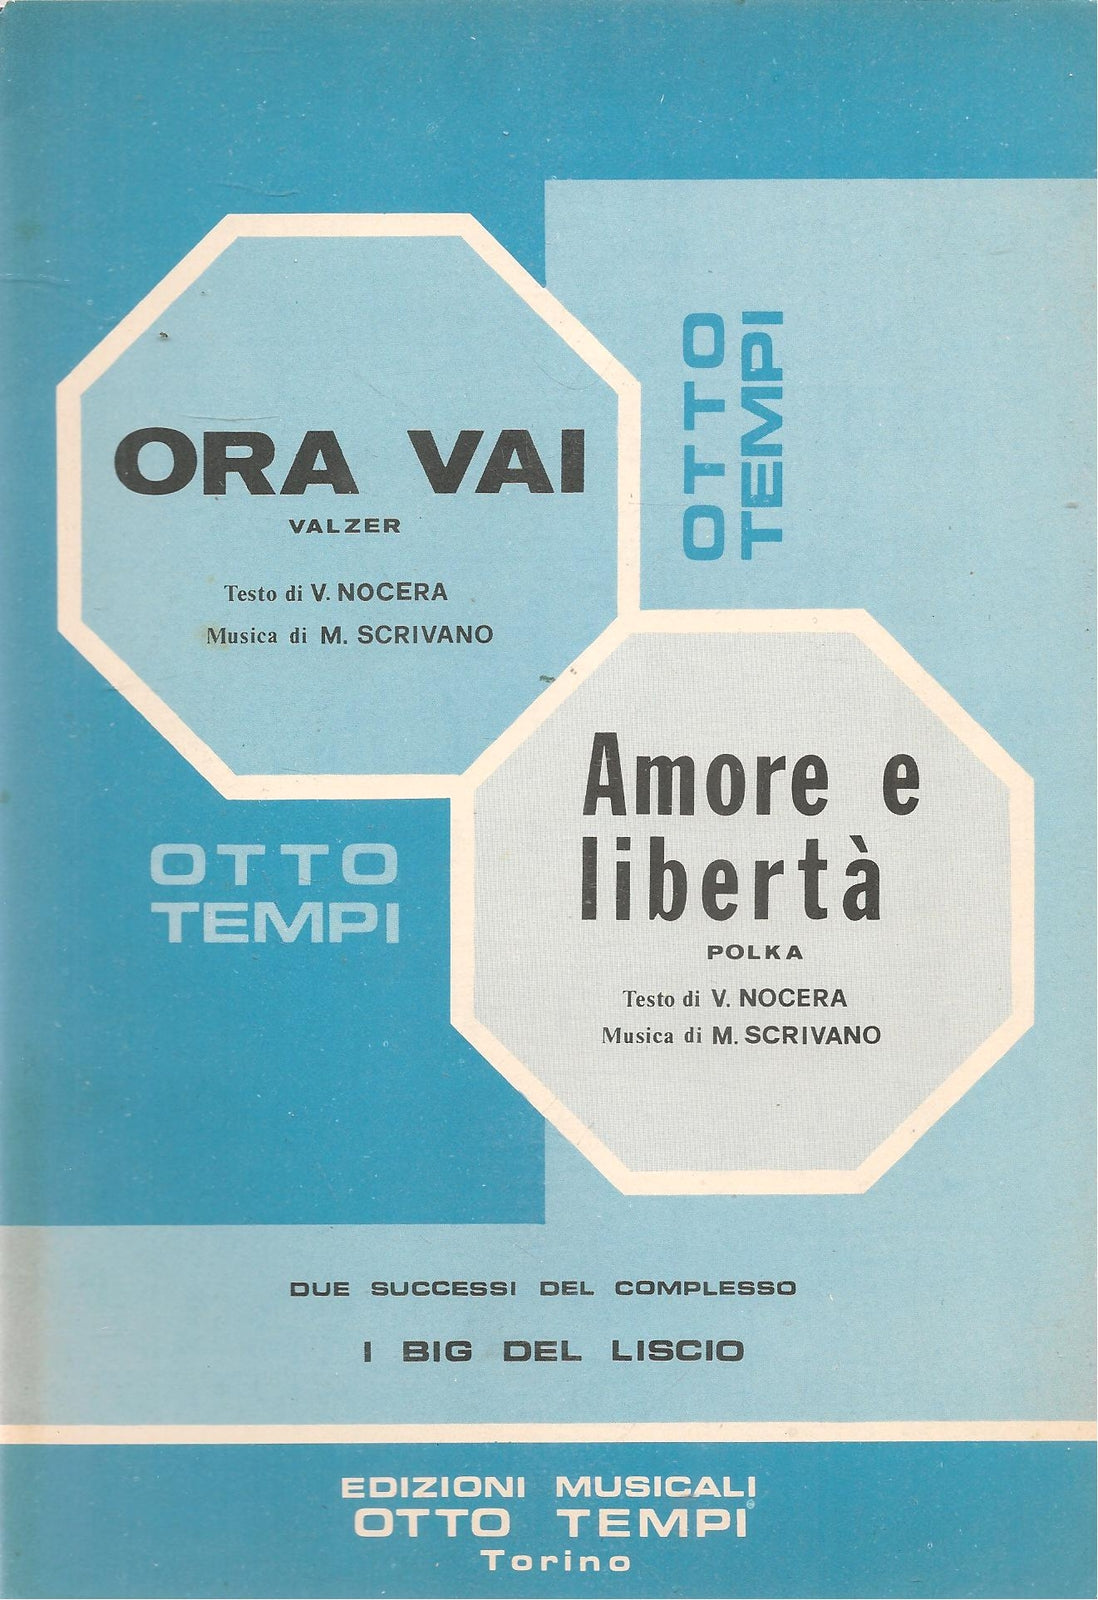 ORA VAI
VALZER
Testo di V. NOCERA
Musica di M. SCRIVANO
OTTO
TEMPI
Amore e
libertà
POLKA
Testo di V. NOCERA
Musica di M. SCRIVANO
OTTO
TEMPI
DUE SUCCESSI DEL COMPLESSO
I BIG DEL LISCIO
EDIZIONI MUSICALI
OTTO TEMPI
Torino